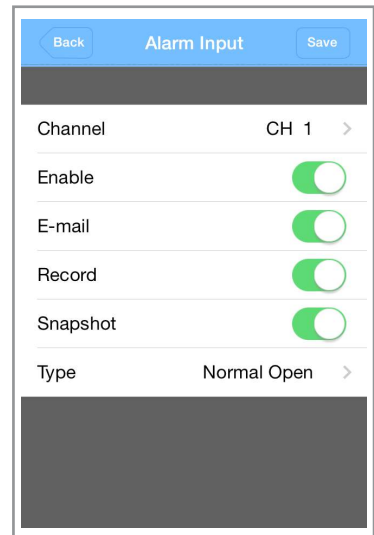 Back Alarm Input Save
Channel CH 1
Enable
E-mail
Record
Snapshot
Type Normal Open